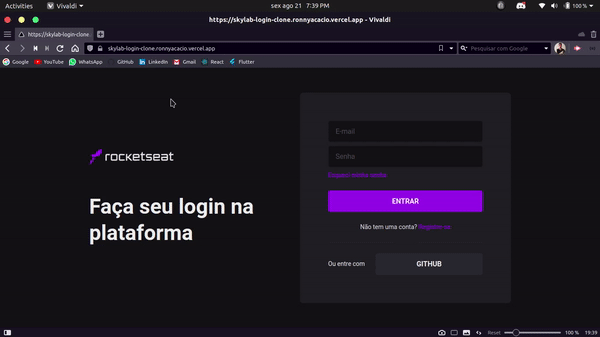 Activities Vivaldi sex ago 21 7:39 PM 100 %
https://skylab-login-clone.ronnyacacio.vercel.app - Vivaldi
https://skylab-login-clone
skylab-login-clone.ronnyacacio.vercel.app Pesquisar com Google
Google YouTube WhatsApp GitHub LinkedIn Gmail React Flutter
E-mail
rocketseat
Senha
Esqueci minha senha
ENTRAR
Faça seu login na
plataforma
Não tem uma conta? Registre-se
Ou entre com GITHUB
Reset 100 % 19:39